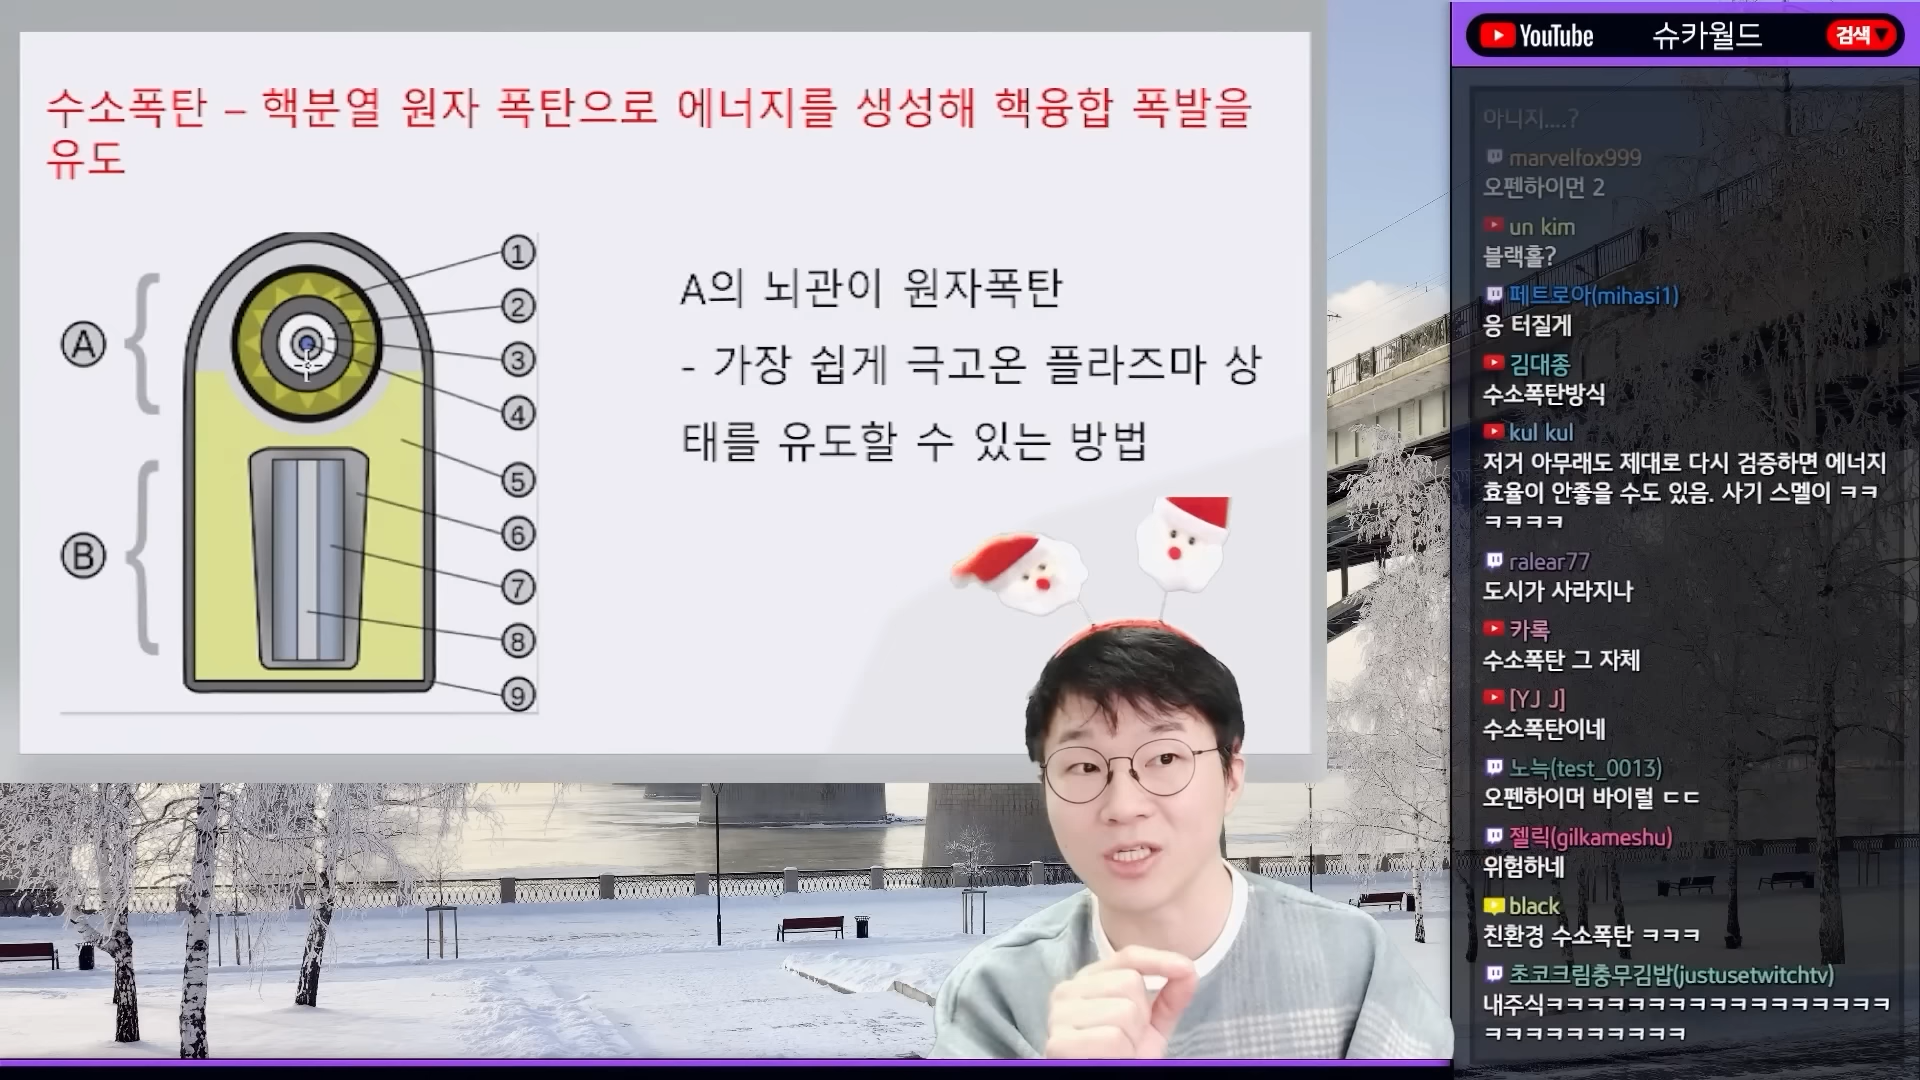 수소폭탄 – 핵분열 원자 폭탄으로 에너지를 생성해 핵융합 폭발을
유도
A
B
①
②
③
④
⑤
⑥
⑦
⑧
⑨
A의 뇌관이 원자폭탄
- 가장 쉽게 극고온 플라즈마 상
태를 유도할 수 있는 방법
YouTube 슈카월드 검색
아니지....?
marvelfox999
오펜하이먼 2
un kim
블랙홀?
페트로아(mihasi1)
응 터질게
김대종
수소폭탄방식
kul kul
저거 아무래도 제대로 다시 검증하면 에너지
효율이 안좋을 수도 있음. 사기 스멜이 ㅋㅋ
ㅋㅋㅋㅋ
ralear77
도시가 사라지나
카록
수소폭탄 그 자체
[YJ J]
수소폭탄이네
노늑(test_0013)
오펜하이머 바이럴 ㄷㄷ
젤릭(gilkameshu)
위험하네
black
친환경 수소폭탄 ㅋㅋㅋ
초코크림충무김밥(justusetwitchtv)
내주식ㅋㅋㅋㅋㅋㅋㅋㅋㅋㅋㅋㅋㅋㅋㅋㅋㅋ
ㅋㅋㅋㅋㅋㅋㅋㅋㅋㅋ